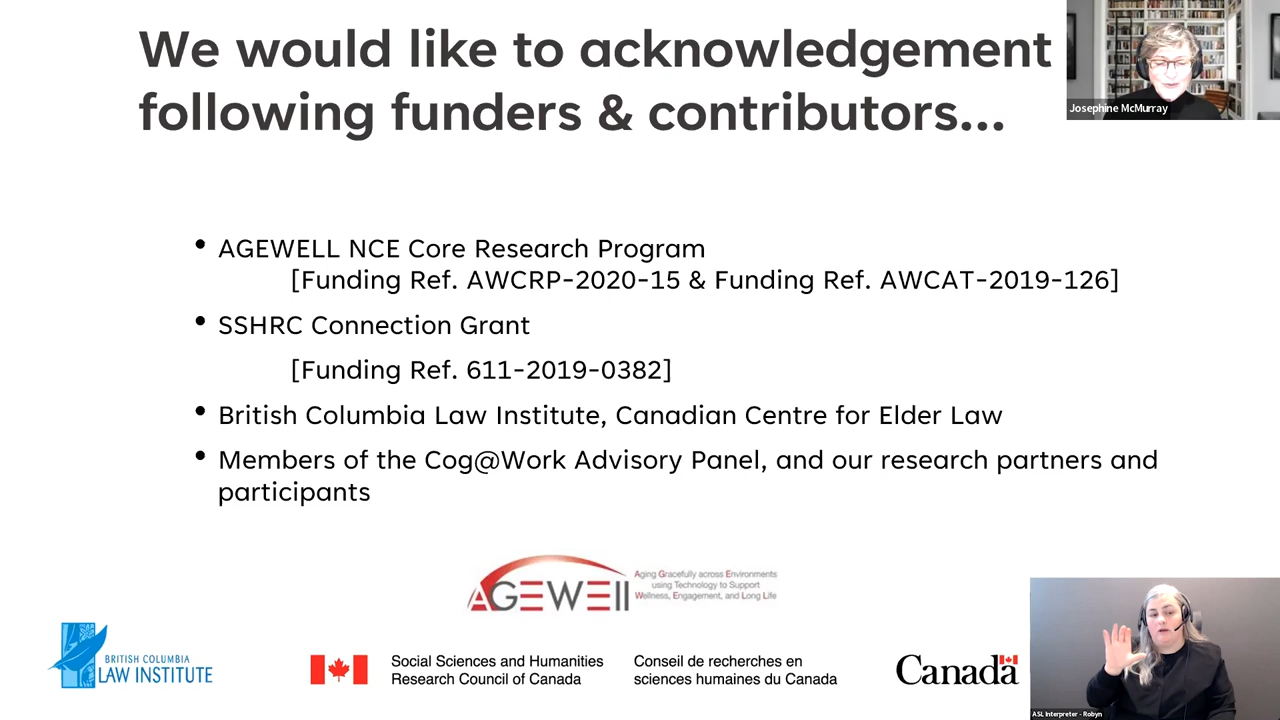 We would like to acknowledgement
following funders & contributors...
Josephine McMurray
• AGEWELL NCE Core Research Program
[Funding Ref. AWCRP-2020-15 & Funding Ref. AWCAT-2019-126]
• SSHRC Connection Grant
[Funding Ref. 611-2019-0382]
• British Columbia Law Institute, Canadian Centre for Elder Law
• Members of the Cog@Work Advisory Panel, and our research partners and
participants
AGEWELL
Aging Gracefully across Environments
using Technology to Support
Wellness, Engagement, and Long Life
BRITISH COLUMBIA
LAW INSTITUTE
Social Sciences and Humanities
Research Council of Canada
Conseil de recherches en
sciences humaines du Canada
Canada
ASL Interpreter - Robyn